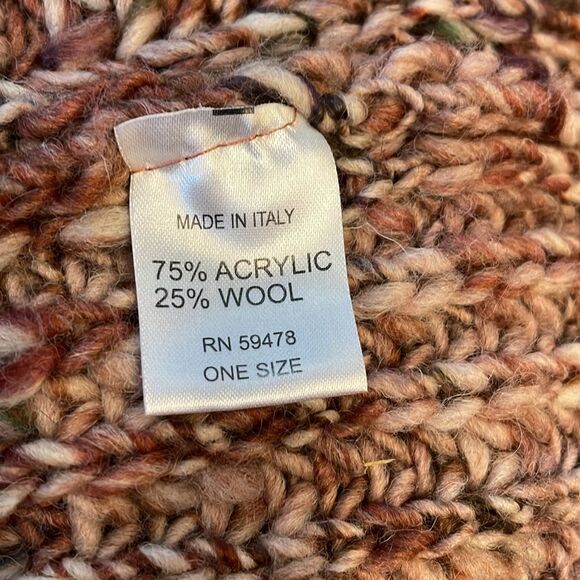 MADE IN ITALY
75% ACRYLIC
25% WOOL
RN 59478
ONE SIZE